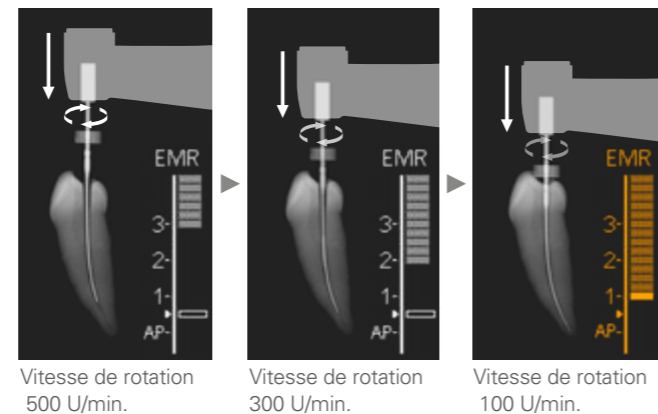 EMR
3-
2-
1-
AP-
EMR
3-
2-
1-
AP-
EMR
3-
2-
1-
AP-
Vitesse de rotation
500 U/min.
Vitesse de rotation
300 U/min.
Vitesse de rotation
100 U/min.